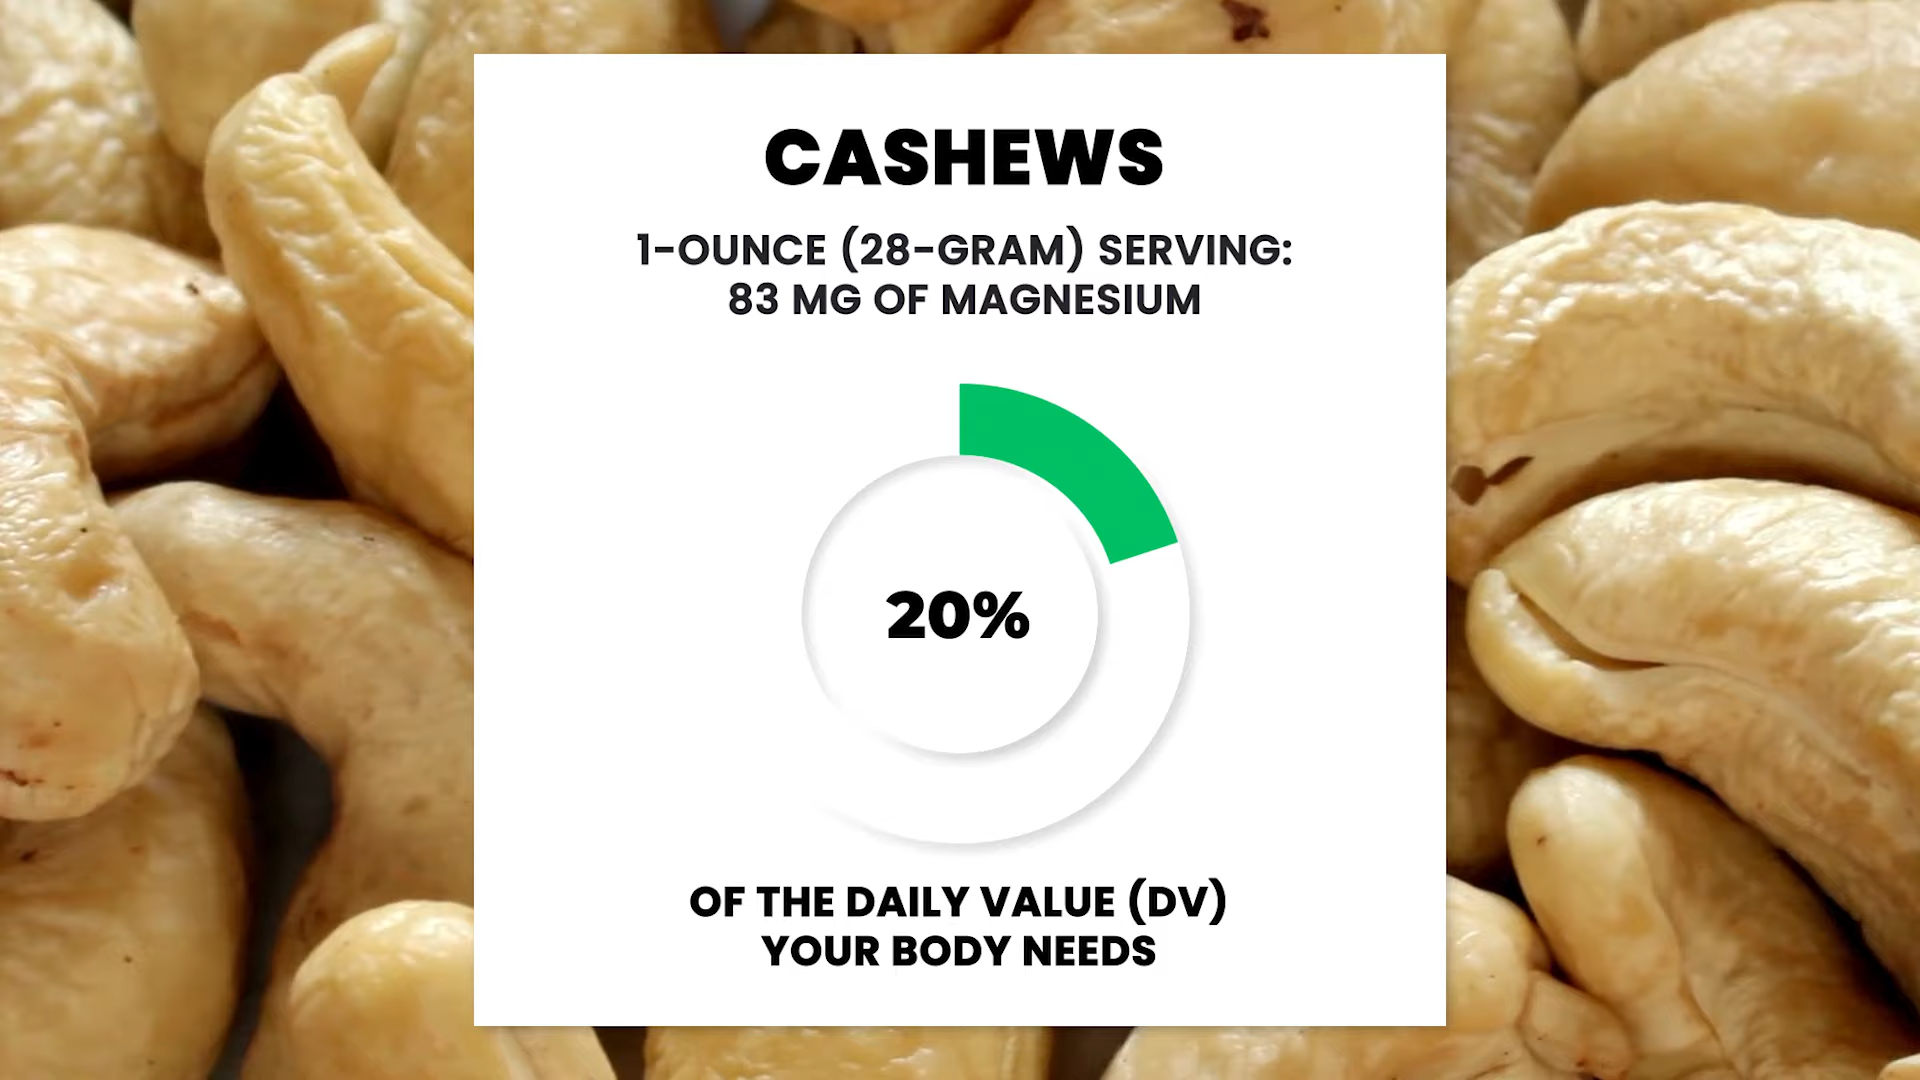 CASHEWS
1-OUNCE (28-GRAM) SERVING:
83 MG OF MAGNESIUM
20%
OF THE DAILY VALUE (DV)
YOUR BODY NEEDS